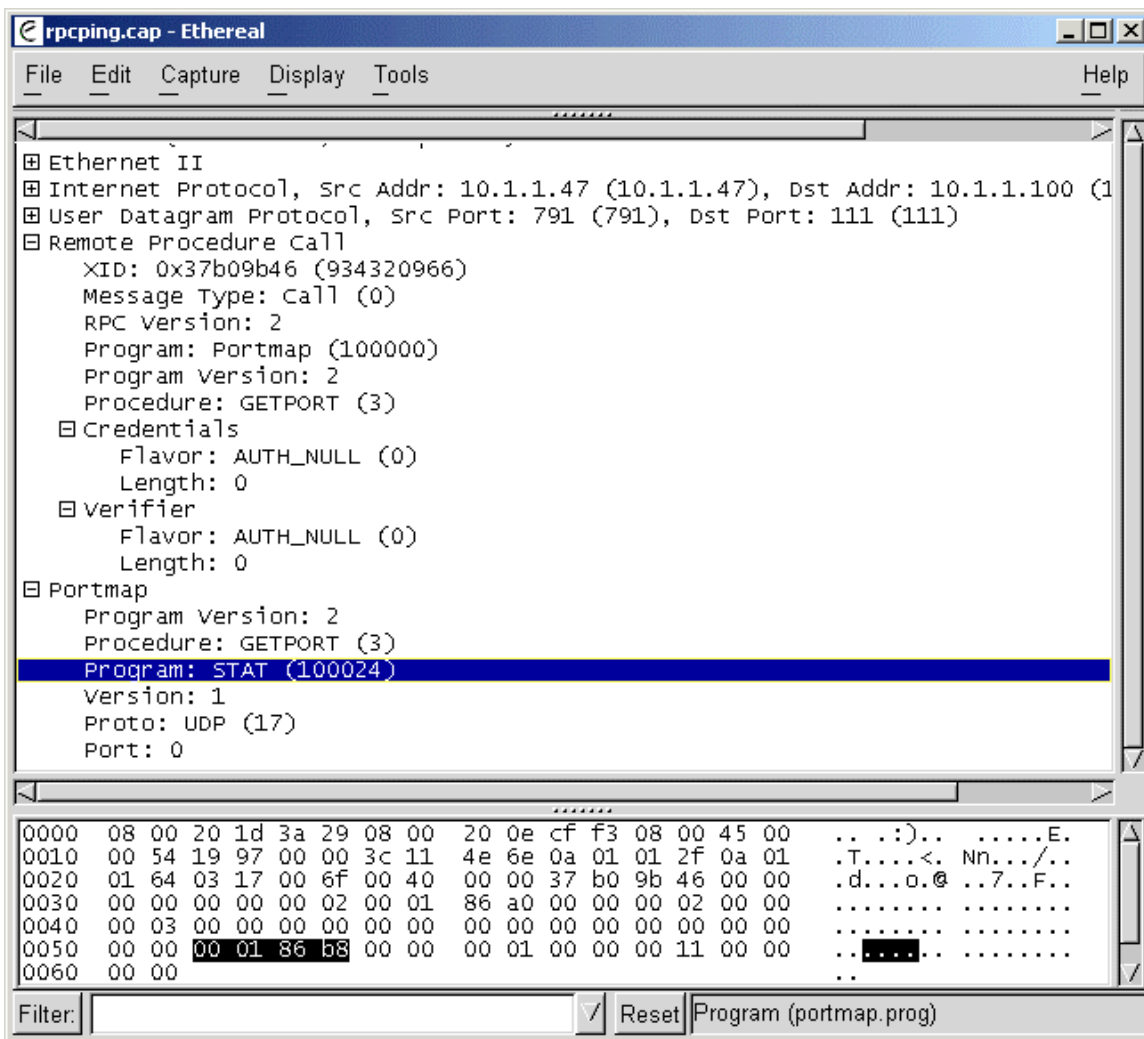 rpcping.cap - Ethereal
File Edit Capture Display Tools Help
Ethernet II
Internet Protocol, Src Addr: 10.1.1.47 (10.1.1.47), Dst Addr: 10.1.1.100 (1
User Datagram Protocol, Src Port: 791 (791), Dst Port: 111 (111)
Remote Procedure Call
XID: 0x37b09b46 (934320966)
Message Type: Call (0)
RPC Version: 2
Program: Portmap (100000)
Program Version: 2
Procedure: GETPORT (3)
Credentials
Flavor: AUTH_NULL (0)
Length: 0
Verifier
Flavor: AUTH_NULL (0)
Length: 0
Portmap
Program Version: 2
Procedure: GETPORT (3)
Program: STAT (100024)
Version: 1
Proto: UDP (17)
Port: 0
0000 08 00 20 1d 3a 29 08 00 20 0e cf f3 08 00 45 00 .. .:).. ......E.
0010 00 54 19 97 00 00 3c 11 4e 6e 0a 01 01 2f 0a 01 .T....<. Nn.../..
0020 01 64 03 17 00 6f 00 40 00 00 37 b0 9b 46 00 00 .d...o.@ ..7..F..
0030 00 00 00 00 00 02 00 01 86 a0 00 00 00 02 00 00 ........ ........
0040 00 03 00 00 00 00 00 00 00 00 00 00 00 00 00 00 ........ ........
0050 00 00 00 01 86 b8 00 00 00 01 00 00 00 11 00 00 ........ ........
0060 00 00 ..
Filter: Reset Program (portmap.prog)